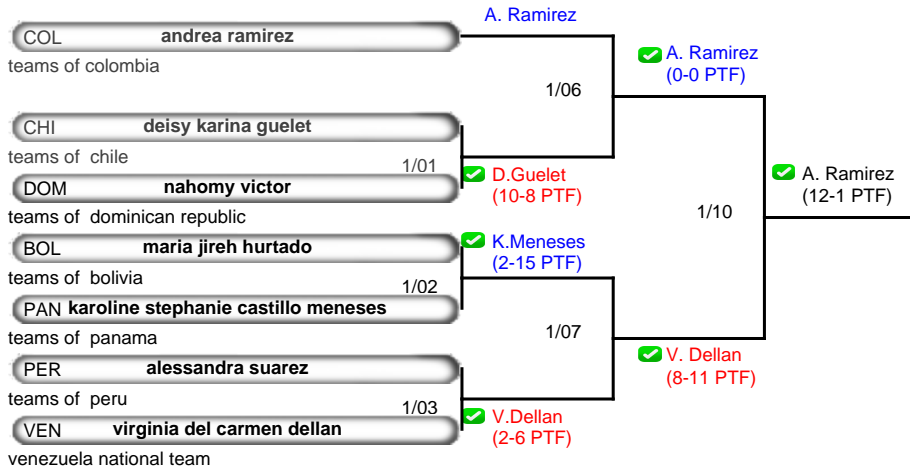 A. Ramirez
COL andrea ramirez
teams of colombia
A. Ramirez
(0-0 PTF)
1/06
CHI deisy karina guelet
teams of chile
1/01
DOM nahomy victor
teams of dominican republic
D.Guelet
(10-8 PTF)
A. Ramirez
(12-1 PTF)
1/10
BOL maria jireh hurtado
teams of bolivia
K.Meneses
(2-15 PTF)
1/02
PAN karoline stephanie castillo meneses
teams of panama
1/07
PER alessandra suarez
teams of peru
V. Dellan
(8-11 PTF)
1/03
VEN virginia del carmen dellan
venezuela national team
V.Dellan
(2-6 PTF)